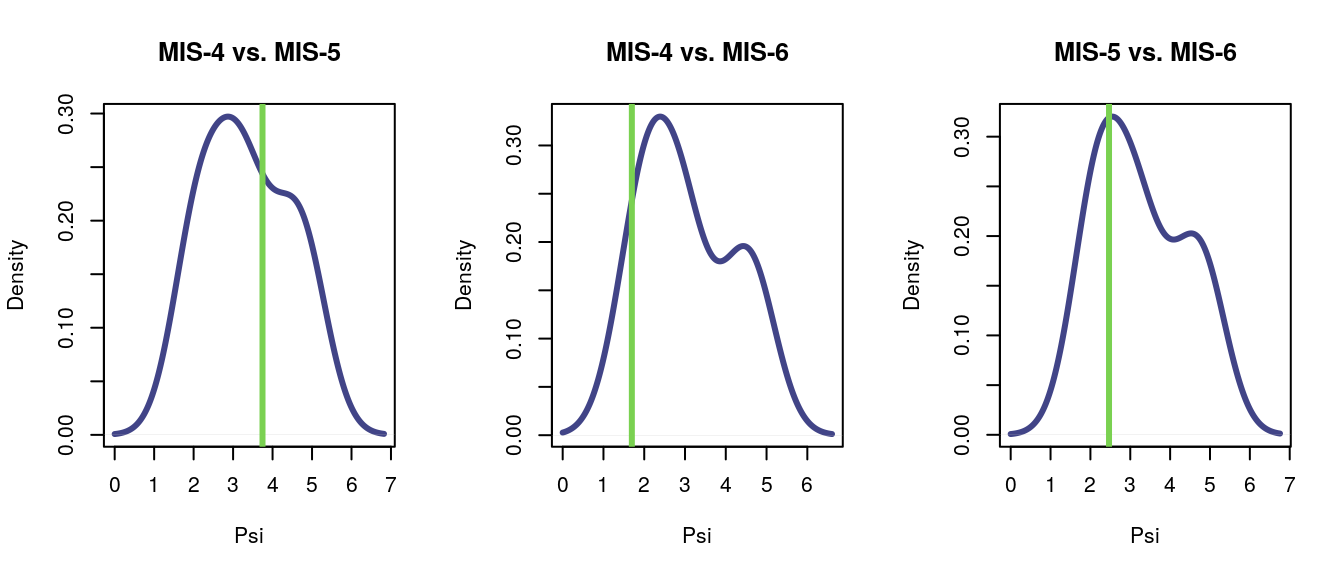 MIS-4 vs. MIS-5
Density
0.00 0.10 0.20 0.30
0 1 2 3 4 5 6 7
Psi
MIS-4 vs. MIS-6
Density
0.00 0.10 0.20 0.30
0 1 2 3 4 5 6
Psi
MIS-5 vs. MIS-6
Density
0.00 0.10 0.20 0.30
0 1 2 3 4 5 6 7
Psi